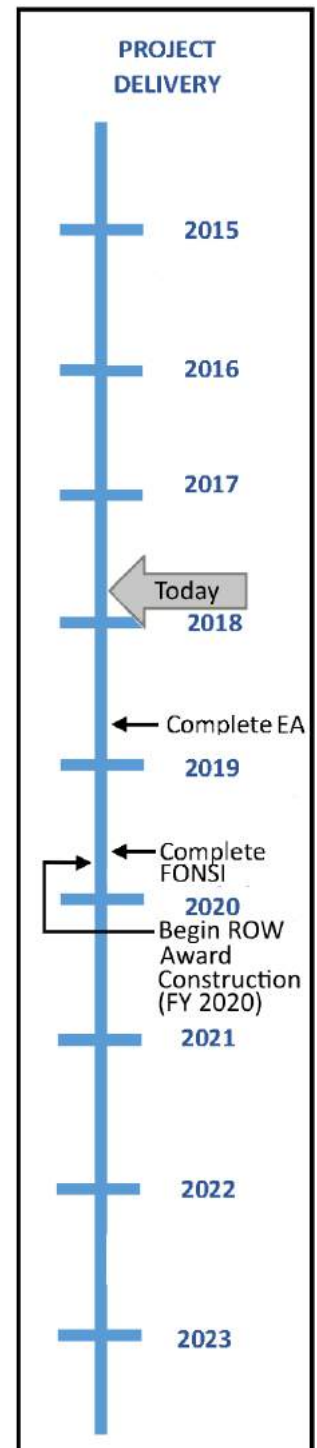 PROJECT
DELIVERY
2015
2016
2017
Today
2018
Complete EA
2019
Complete
FONSI
2020
Begin ROW
Award
Construction
(FY 2020)
2021
2022
2023